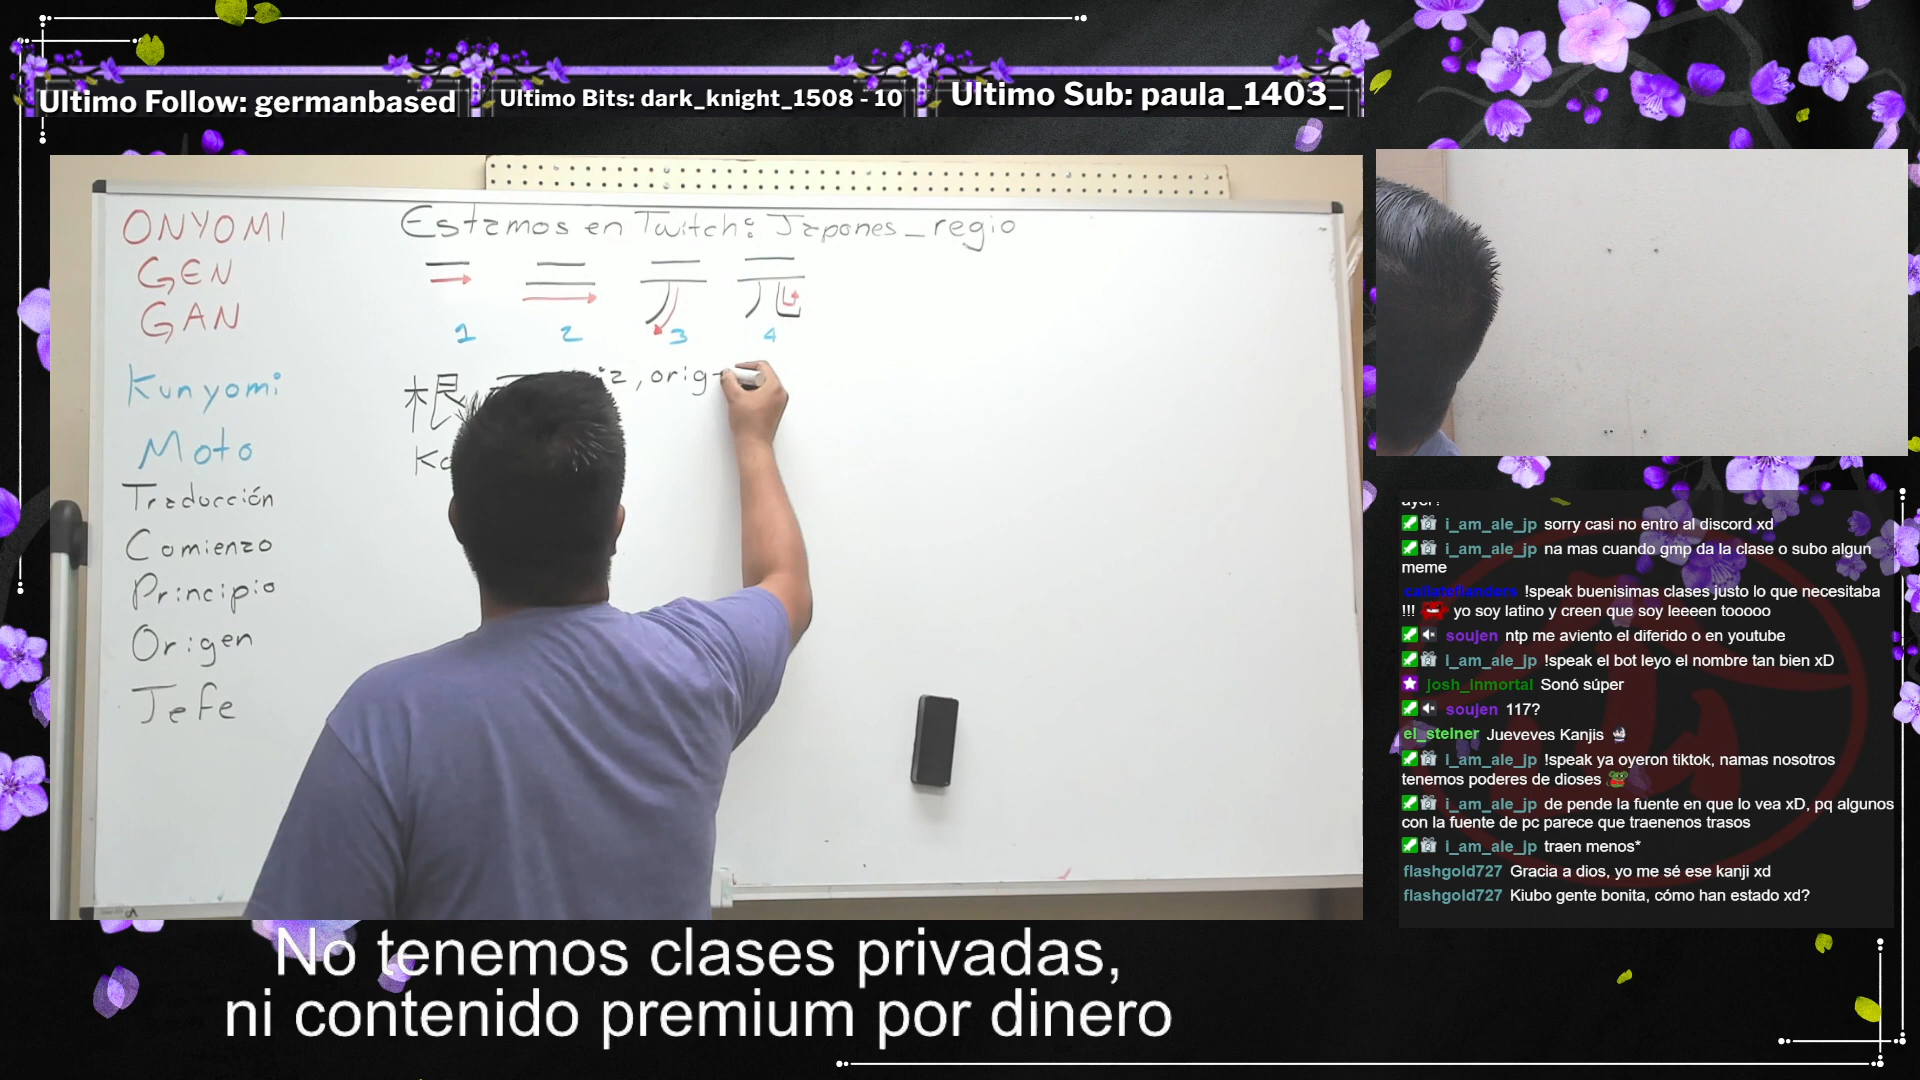 Ultimo Follow: germanbased
Ultimo Bits: dark_knight_1508 - 10
Ultimo Sub: paula_1403_
ONYOMI
GEN
GAN
Kunyomi
Moto
Traducción
Comienzo
Principio
Origen
Jefe
Estamos en Twitch: Japones_regio
二 二 元
1 2 3 4
根
, orig
Ko
i_am_ale_jp sorry casi no entro al discord xd
i_am_ale_jp na mas cuando gmp da la clase o subo algun
meme
callateflanders !speak buenisimas clases justo lo que necesitaba
!!! yo soy latino y creen que soy leeeen tooooo
soujen ntp me aviento el diferido o en youtube
i_am_ale_jp !speak el bot leyo el nombre tan bien xD
josh_inmortal Sonó súper
soujen 117?
el_steiner Jueveves Kanjis
i_am_ale_jp !speak ya oyeron tiktok, namas nosotros
tenemos poderes de dioses
i_am_ale_jp de pende la fuente en que lo vea xD, pq algunos
con la fuente de pc parece que traenenos trasos
i_am_ale_jp traen menos*
flashgold727 Gracia a dios, yo me sé ese kanji xd
flashgold727 Kiubo gente bonita, cómo han estado xd?
No tenemos clases privadas,
ni contenido premium por dinero